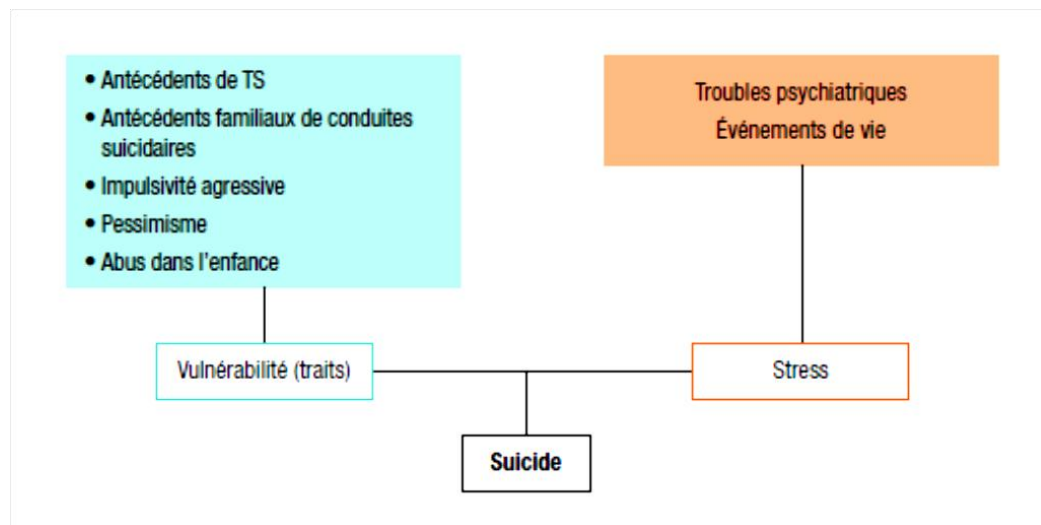 • Antécédents de TS
• Antécédents familiaux de conduites
suicidaires
• Impulsivité agressive
• Pessimisme
• Abus dans l'enfance
Troubles psychiatriques
Événements de vie
Vulnérabilité (traits)
Stress
Suicide